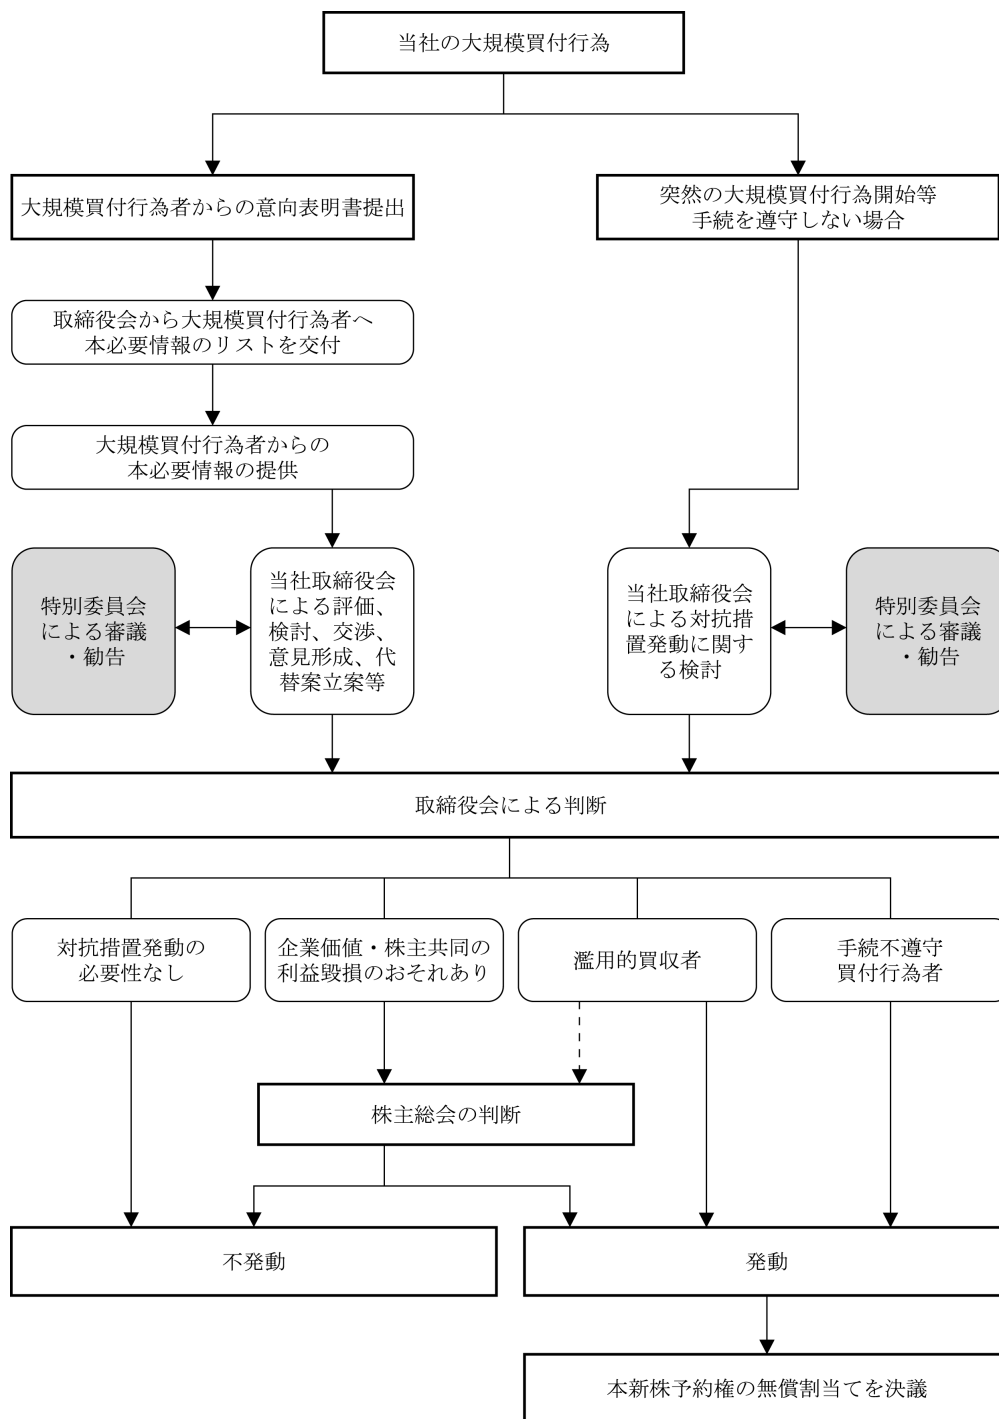 当社の大規模買付行為
大規模買付行為者からの意向表明書提出
突然の大規模買付行為開始等
手続を遵守しない場合
取締役会から大規模買付行為者へ
本必要情報のリストを交付
大規模買付行為者からの
本必要情報の提供
特別委員会
による審議
・勧告
当社取締役会
による評価、
検討、交渉、
意見形成、代
替案立案等
当社取締役会
による対抗措
置発動に関す
る検討
特別委員会
による審議
・勧告
取締役会による判断
対抗措置発動の
必要性なし
企業価値・株主共同の
利益毀損のおそれあり
濫用的買収者
手続不遵守
買付行為者
株主総会の判断
不発動
発動
本新株予約権の無償割当てを決議